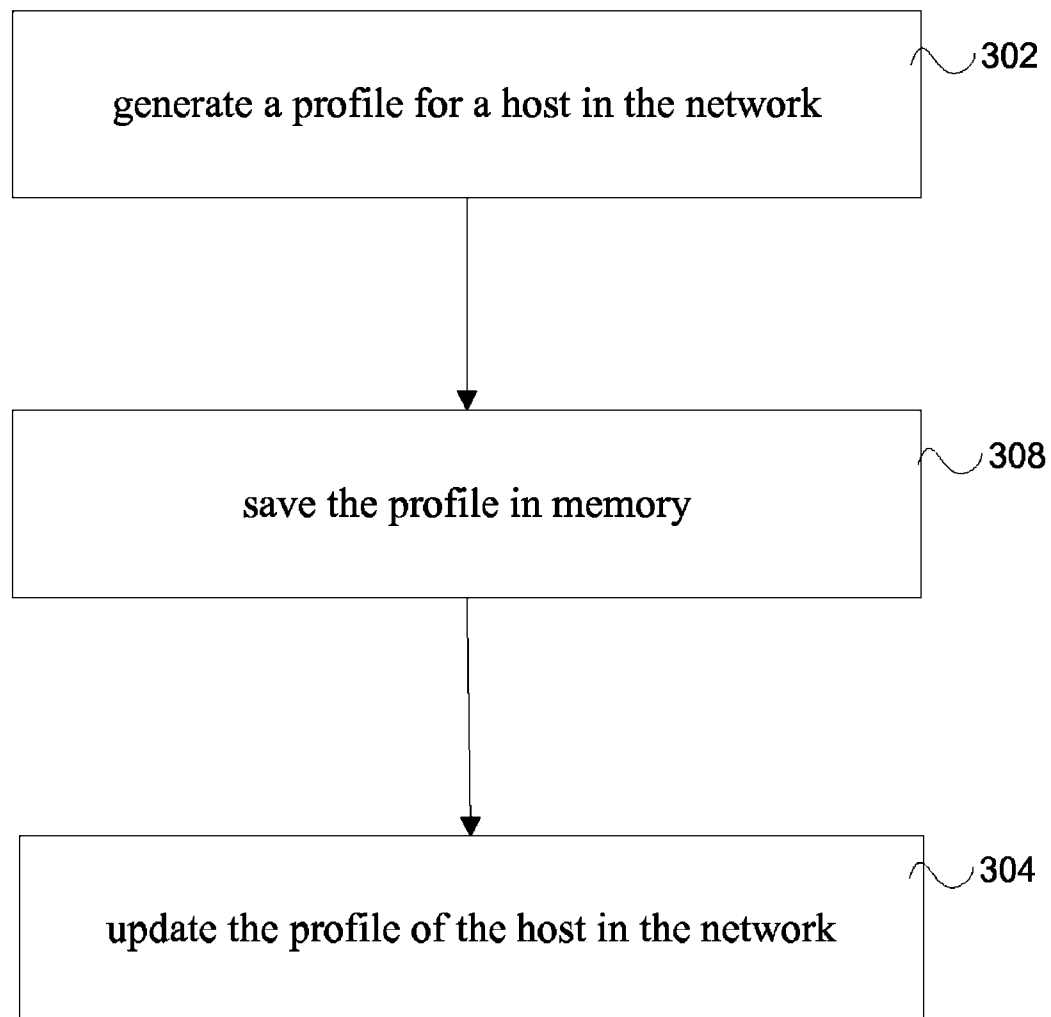 302
generate a profile for a host in the network
308
save the profile in memory
304
update the profile of the host in the network